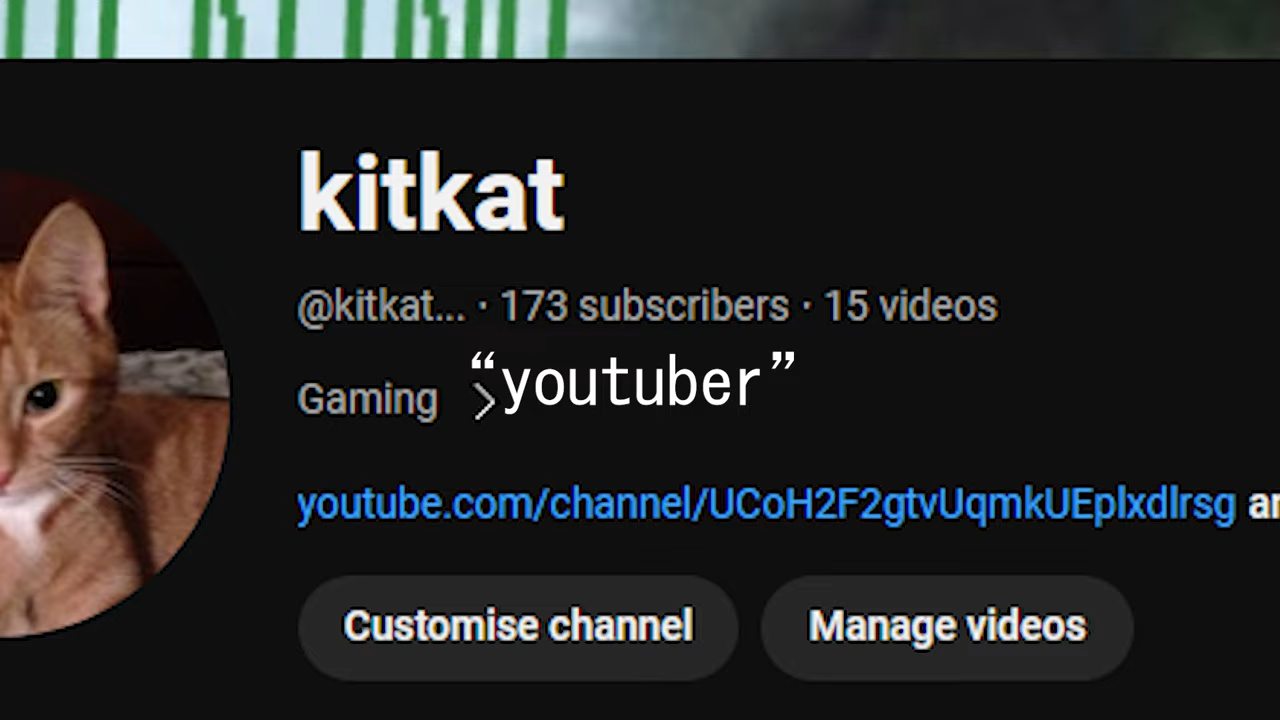 kitkat
@kitkat... · 173 subscribers · 15 videos
“youtuber”
Gaming >
youtube.com/channel/UCoH2F2gtvUqmkUEplxdlrsg
Customise channel
Manage videos